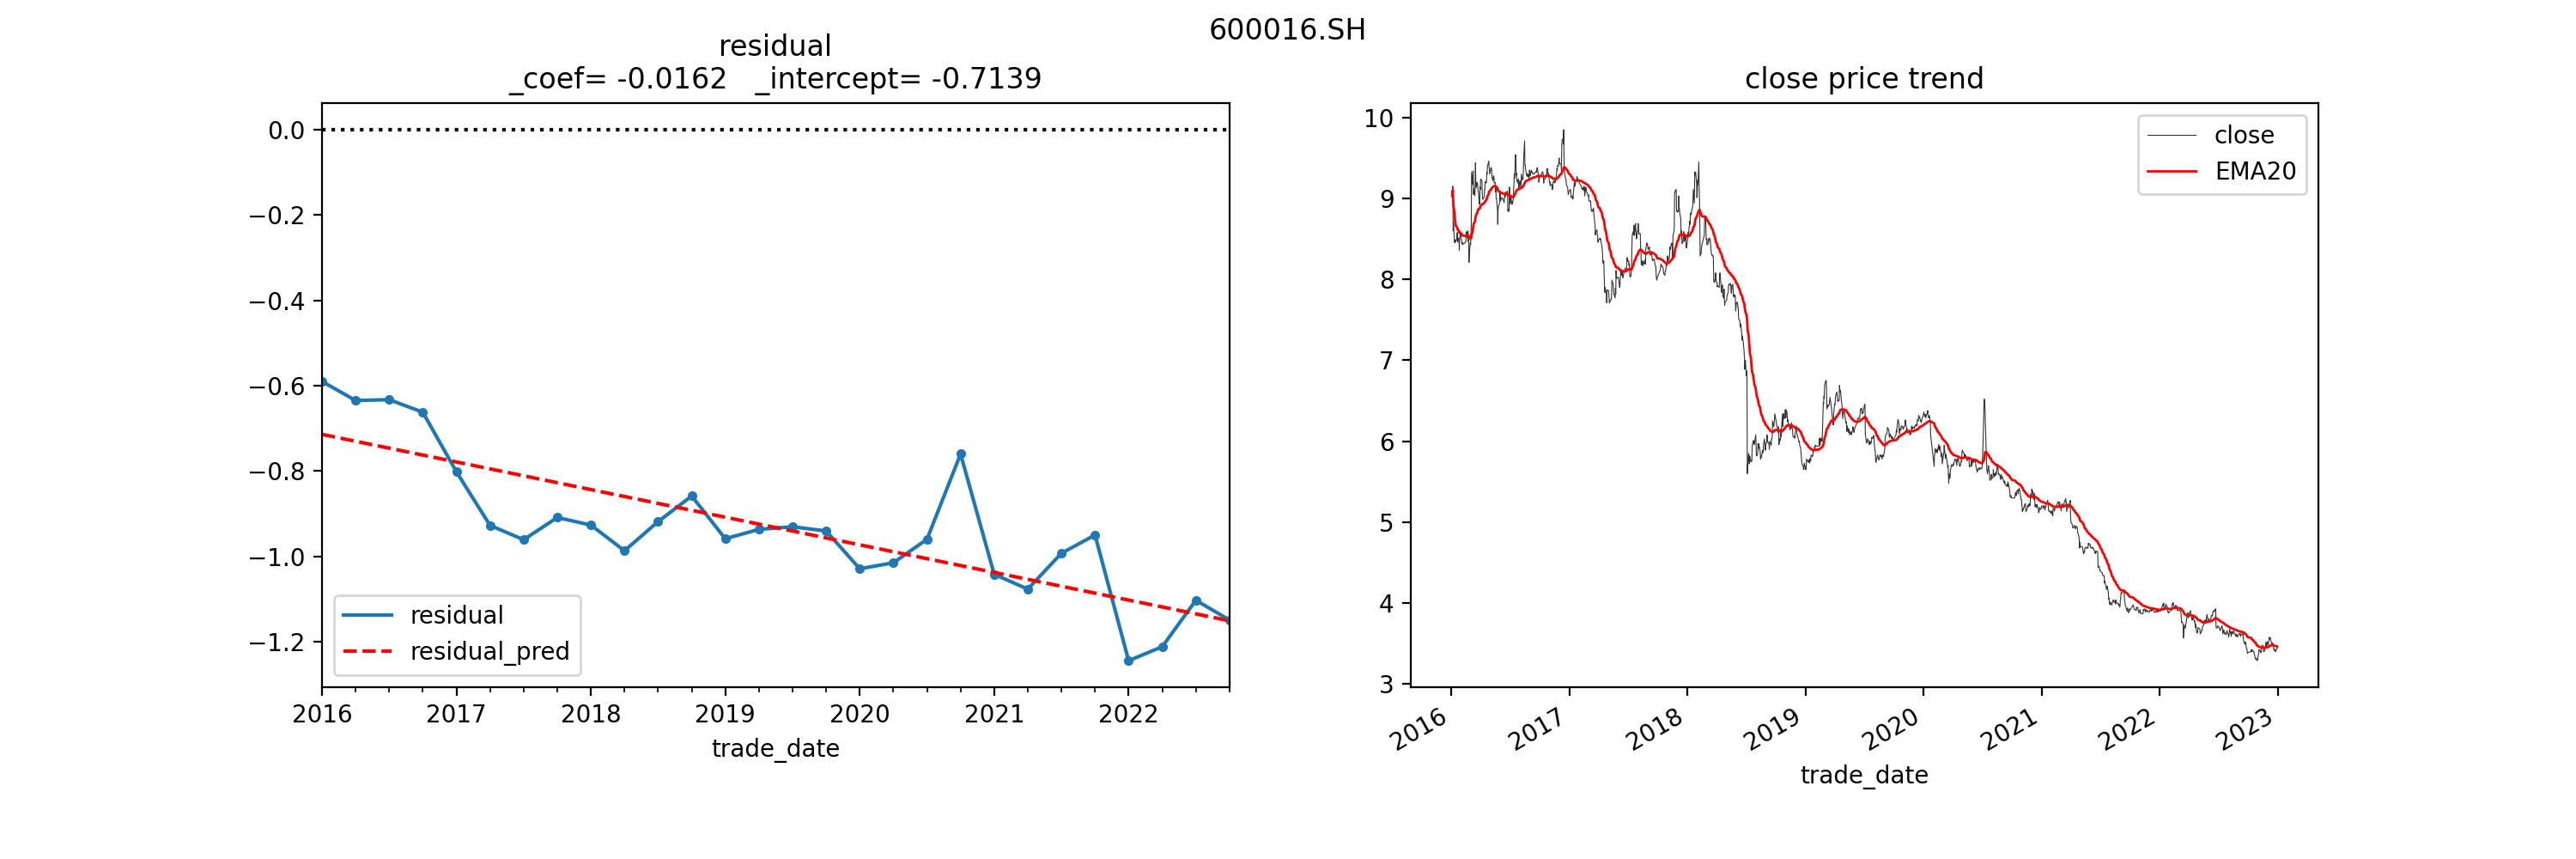 600016.SH
residual
_coef= -0.0162   _intercept= -0.7139
0.0
−0.2
−0.4
−0.6
−0.8
−1.0
−1.2
residual
residual_pred
2016 2017 2018 2019 2020 2021 2022
trade_date
close price trend
10
9
8
7
6
5
4
3
close
EMA20
2016 2017 2018 2019 2020 2021 2022 2023
trade_date